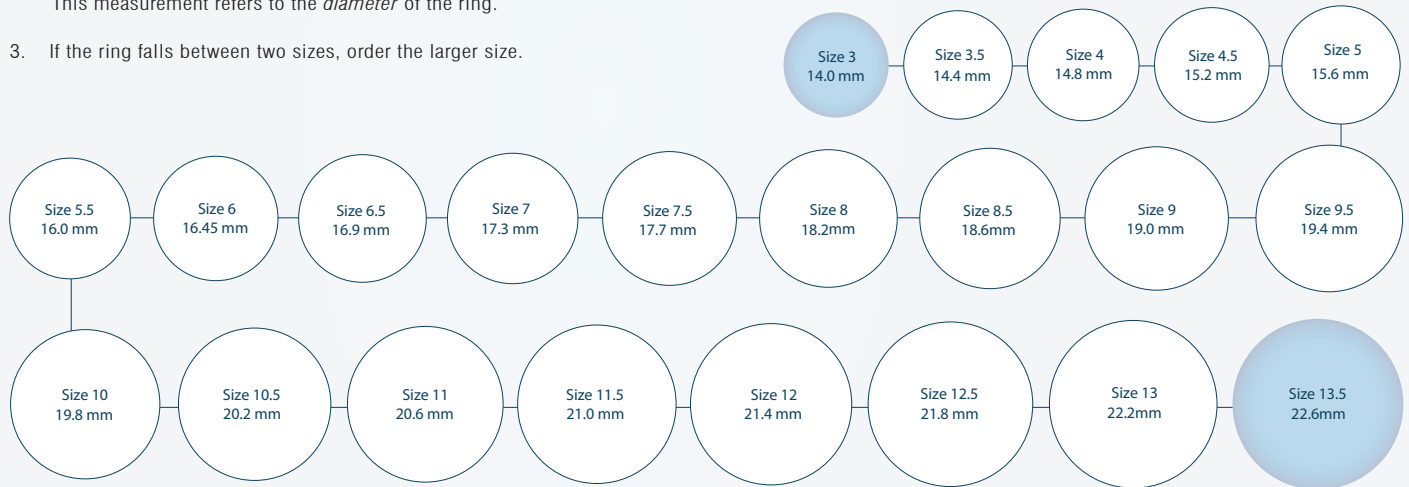 This measurement refers to the diameter of the ring.
3. If the ring falls between two sizes, order the larger size.
Size 3
14.0 mm
Size 3.5
14.4 mm
Size 4
14.8 mm
Size 4.5
15.2 mm
Size 5
15.6 mm
Size 5.5
16.0 mm
Size 6
16.45 mm
Size 6.5
16.9 mm
Size 7
17.3 mm
Size 7.5
17.7 mm
Size 8
18.2mm
Size 8.5
18.6mm
Size 9
19.0 mm
Size 9.5
19.4 mm
Size 10
19.8 mm
Size 10.5
20.2 mm
Size 11
20.6 mm
Size 11.5
21.0 mm
Size 12
21.4 mm
Size 12.5
21.8 mm
Size 13
22.2mm
Size 13.5
22.6mm